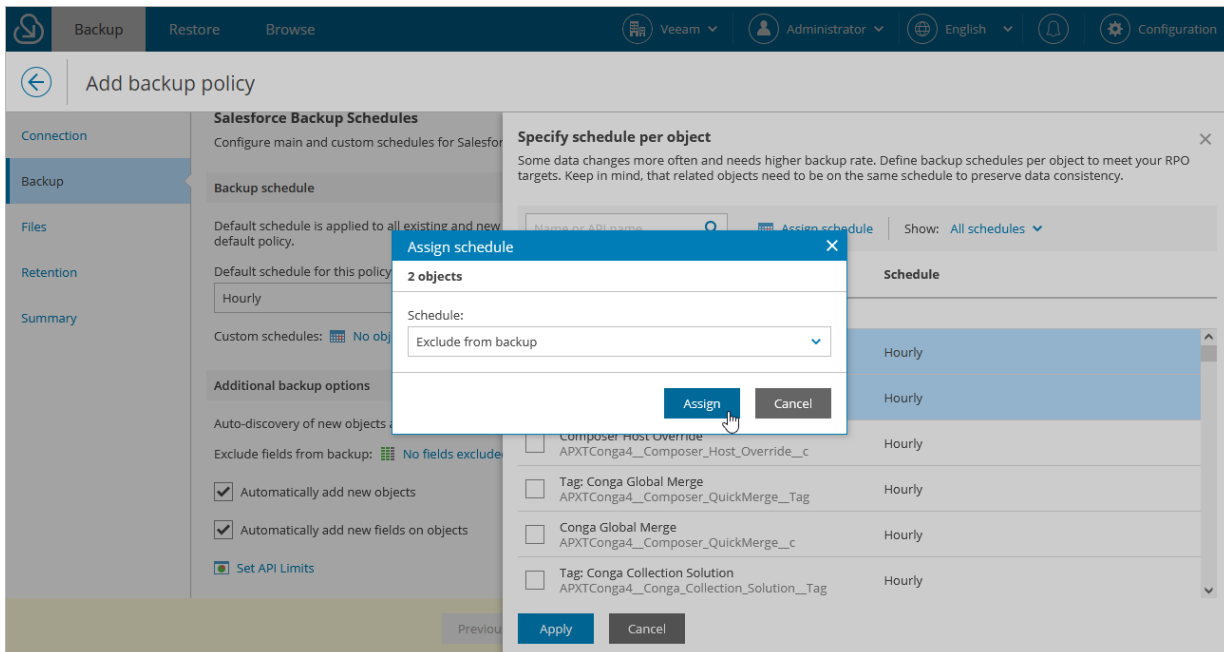 Backup
Restore
Browse
Veeam
Administrator
English
Configuration
Add backup policy
Connection
Backup
Files
Retention
Summary
Salesforce Backup Schedules
Configure main and custom schedules for Salesfor
Backup schedule
Default schedule is applied to all existing and new
default policy.
Default schedule for this policy
Hourly
Custom schedules: No obj
Additional backup options
Auto-discovery of new objects a
Exclude fields from backup: No fields exclude
Automatically add new objects
Automatically add new fields on objects
Set API Limits
Previou
Specify schedule per object
Some data changes more often and needs higher backup rate. Define backup schedules per object to meet your RPO
targets. Keep in mind, that related objects need to be on the same schedule to preserve data consistency.
Name or API name
Assign schedule
Show: All schedules
Schedule
Hourly
Hourly
Assign schedule
2 objects
Schedule:
Exclude from backup
Assign
Cancel
Composer Host Override
APXTConga4__Composer_Host_Override__c
Hourly
Tag: Conga Global Merge
APXTConga4__Composer_QuickMerge__Tag
Hourly
Conga Global Merge
APXTConga4__Composer_QuickMerge__c
Hourly
Tag: Conga Collection Solution
APXTConga4__Conga_Collection_Solution__Tag
Hourly
Apply
Cancel